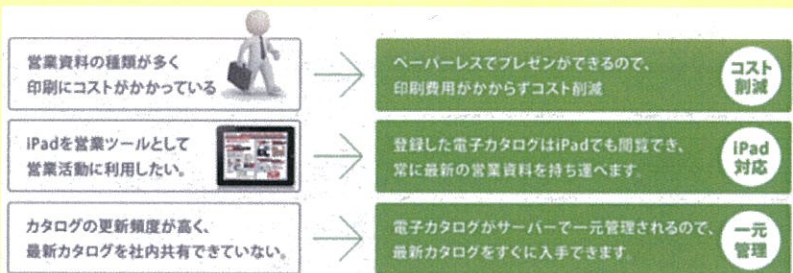 営業資料の種類が多く
印刷にコストがかかっている
ペーパーレスでプレゼンができるので、
印刷費用がかからずコスト削減
コスト
削減
iPadを営業ツールとして
営業活動に利用したい。
登録した電子カタログはiPadでも閲覧でき、
常に最新の営業資料を持ち運べます。
iPad
対応
カタログの更新頻度が高く、
最新カタログを社内共有できていない。
電子カタログがサーバーで一元管理されるので、
最新カタログをすぐに入手できます。
一元
管理